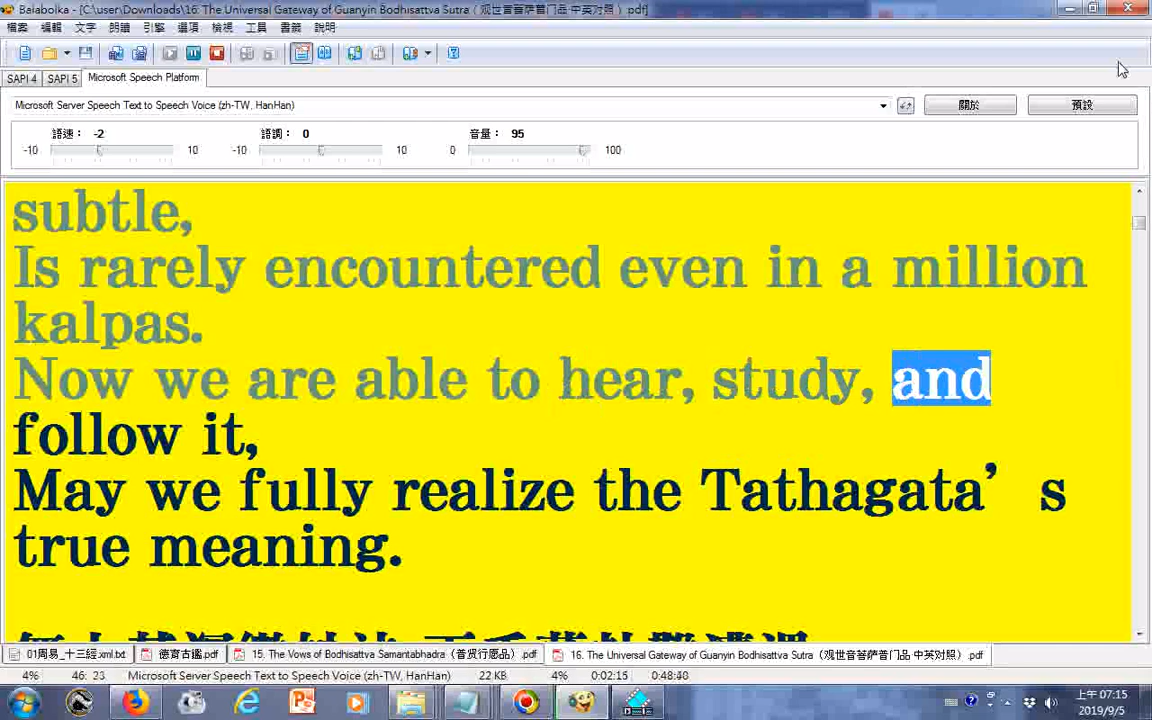 Balabolka - [C:\user\Downloads\16. The Universal Gateway of Guanyin Bodhisattva Sutra（观世音菩萨普门品 中英对照）.pdf]
檔案 編輯 文字 朗讀 引擎 選項 檢視 工具 書籤 說明
SAPI 4 SAPI 5 Microsoft Speech Platform
Microsoft Server Speech Text to Speech Voice (zh-TW, HanHan) 關於 預設
語速： -2 語調： 0 音量： 95
-10 10 -10 10 0 100
subtle,
Is rarely encountered even in a million
kalpas.
Now we are able to hear, study, and
follow it,
May we fully realize the Tathagata’s
true meaning.
01周易_十三經.xml.txt 德育古鑑.pdf 15. The Vows of Bodhisattva Samantabhadra（普贤行愿品）.pdf 16. The Universal Gateway of Guanyin Bodhisattva Sutra（观世音菩萨普门品 中英对照）.pdf
4% 46: 23 Microsoft Server Speech Text to Speech Voice (zh-TW, HanHan) 22 KB 4% 0:02:15 0:48:40
上午 07:15
2019/9/5